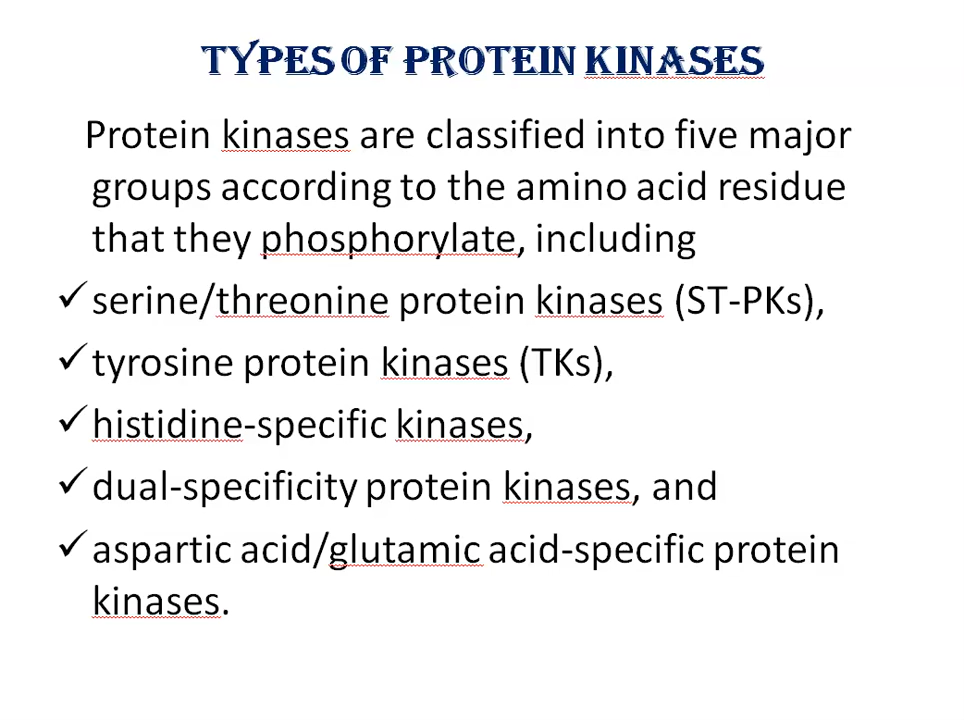 TYPES OF PROTEIN KINASES
Protein kinases are classified into five major
groups according to the amino acid residue
that they phosphorylate, including
✓ serine/threonine protein kinases (ST-PKs),
✓ tyrosine protein kinases (TKs),
✓ histidine-specific kinases,
✓ dual-specificity protein kinases, and
✓ aspartic acid/glutamic acid-specific protein
kinases.